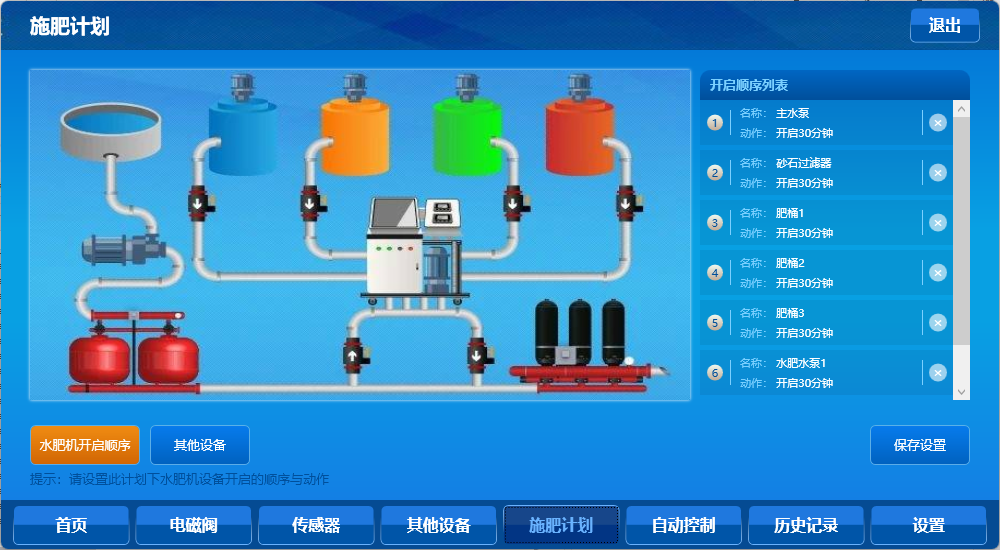 施肥计划
退出
开启顺序列表
1
名称： 主水泵
动作： 开启30分钟
2
名称： 砂石过滤器
动作： 开启30分钟
3
名称： 肥桶1
动作： 开启30分钟
4
名称： 肥桶2
动作： 开启30分钟
5
名称： 肥桶3
动作： 开启30分钟
6
名称： 水肥水泵1
动作： 开启30分钟
水肥机开启顺序
其他设备
保存设置
提示：请设置此计划下水肥机设备开启的顺序与动作
首页
电磁阀
传感器
其他设备
施肥计划
自动控制
历史记录
设置